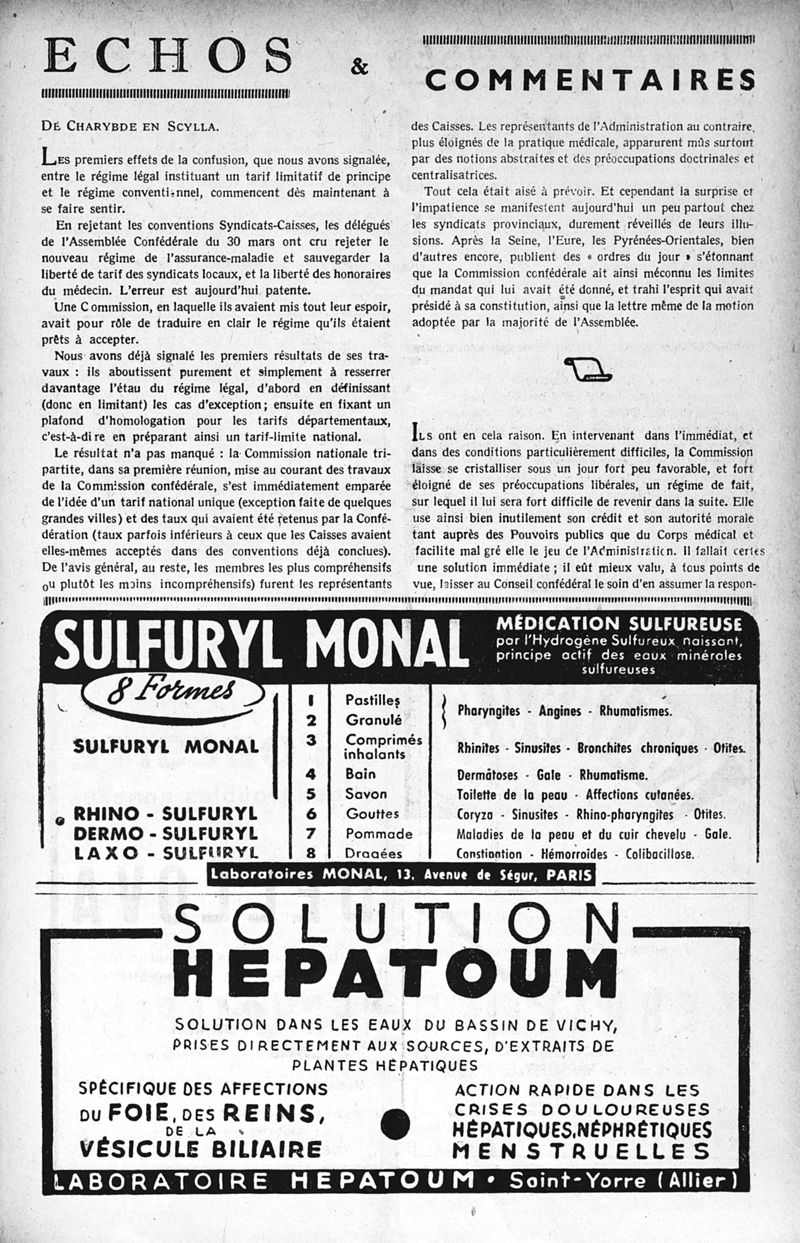 ECHOS
&
COMMENTAIRES
DE CHARYBDE EN SCYLLA.
LES premiers effets de la confusion, que nous avons signalée,
entre le régime légal instituant un tarif limitatif de principe
et le régime conventionnel, commencent dès maintenant à
se faire sentir.
En rejetant les conventions Syndicats-Caisses, les délégués
de l'Assemblée Confédérale du 30 mars ont cru rejeter le
nouveau régime de l'assurance-maladie et sauvegarder la
liberté de tarif des syndicats locaux, et la liberté des honoraires
du médecin. L'erreur est aujourd'hui patente.
Une Commission, en laquelle ils avaient mis tout leur espoir,
avait pour rôle de traduire en clair le régime qu'ils étaient
prêts à accepter.
Nous avons déjà signalé les premiers résultats de ses tra-
vaux : ils aboutissent purement et simplement à resserrer
davantage l'étau du régime légal, d'abord en définissant
(donc en limitant) les cas d'exception; ensuite en fixant un
plafond d'homologation pour les tarifs départementaux,
c'est-à-dire en préparant ainsi un tarif-limite national.
Le résultat n'a pas manqué : la Commission nationale tri-
partite, dans sa première réunion, mise au courant des travaux
de la Commission confédérale, s'est immédiatement emparée
de l'idée d'un tarif national unique (exception faite de quelques
grandes villes) et des taux qui avaient été retenus par la Confé-
dération (taux parfois inférieurs à ceux que les Caisses avaient
elles-mêmes acceptés dans des conventions déjà conclues).
De l'avis général, au reste, les membres les plus compréhensifs
ou plutôt les moins incompréhensifs) furent les représentants
des Caisses. Les représentants de l'Administration au contraire,
plus éloignés de la pratique médicale, apparurent mûs surtout
par des notions abstraites et des préoccupations doctrinales et
centralisatrices.
Tout cela était aisé à prévoir. Et cependant la surprise et
l'impatience se manifestent aujourd'hui un peu partout chez
les syndicats provinciaux, durement réveillés de leurs illu-
sions. Après la Seine, l'Eure, les Pyrénées-Orientales, bien
d'autres encore, publient des « ordres du jour » s'étonnant
que la Commission confédérale ait ainsi méconnu les limites
du mandat qui lui avait été donné, et trahi l'esprit qui avait
présidé à sa constitution, ainsi que la lettre même de la motion
adoptée par la majorité de l'Assemblée.
ILS ont en cela raison. En intervenant dans l'immédiat, et
dans des conditions particulièrement difficiles, la Commission
laisse se cristalliser sous un jour fort peu favorable, et fort
éloigné de ses préoccupations libérales, un régime de fait,
sur lequel il lui sera fort difficile de revenir dans la suite. Elle
use ainsi bien inutilement son crédit et son autorité morale
tant auprès des Pouvoirs publics que du Corps médical et
facilite mal gré elle le jeu de l'Administration. Il fallait certes
une solution immédiate ; il eût mieux valu, à tous points de
vue, laisser au Conseil confédéral le soin d'en assumer la respon-
SULFURYL MONAL
MÉDICATION SULFUREUSE
par l'Hydrogène Sulfureux naissant,
principe actif des eaux minérales
sulfureuses
8 Formes
SULFURYL MONAL
1 Pastilles
2 Granulé
Pharyngites - Angines - Rhumatismes.
3 Comprimés
inhalants
Rhinites - Sinusites - Bronchites chroniques - Otites.
4 Bain Dermatoses - Gale - Rhumatisme.
5 Savon Toilette de la peau - Affections cutanées.
RHINO - SULFURYL 6 Gouttes Coryza - Sinusites - Rhino-pharyngites - Otites.
DERMO - SULFURYL 7 Pommade Maladies de la peau et du cuir chevelu - Gale.
LAXO - SULFURYL 8 Dragées Constipation - Hémorroïdes - Colibacillose.
Laboratoires MONAL, 13, Avenue de Ségur, PARIS
SOLUTION
HEPATOUM
SOLUTION DANS LES EAUX DU BASSIN DE VICHY,
PRISES DIRECTEMENT AUX SOURCES, D'EXTRAITS DE
PLANTES HÉPATIQUES
SPÉCIFIQUE DES AFFECTIONS
DU FOIE, DES REINS,
DE LA
VÉSICULE BILIAIRE
ACTION RAPIDE DANS LES
CRISES DOULOUREUSES
HÉPATIQUES, NÉPHRÉTIQUES
MENSTRUELLES
LABORATOIRE HEPATOUM • Saint-Yorre (Allier)